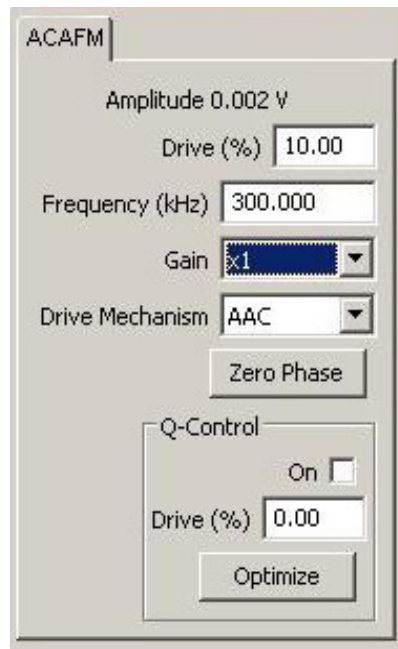 ACAFM
Amplitude 0.002 V
Drive (%) 10.00
Frequency (kHz) 300.000
Gain x1
Drive Mechanism AAC
Zero Phase
Q-Control
On
Drive (%) 0.00
Optimize